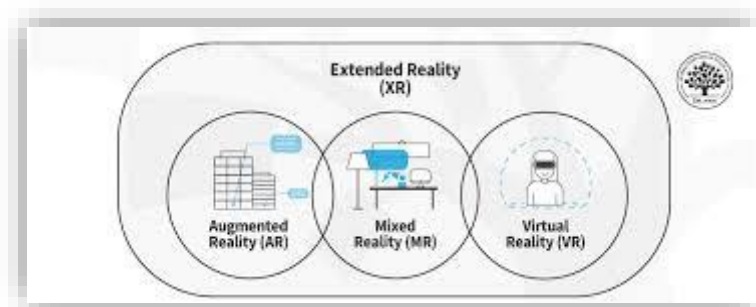 Extended Reality
(XR)
Augmented
Reality (AR)
Mixed
Reality (MR)
Virtual
Reality (VR)